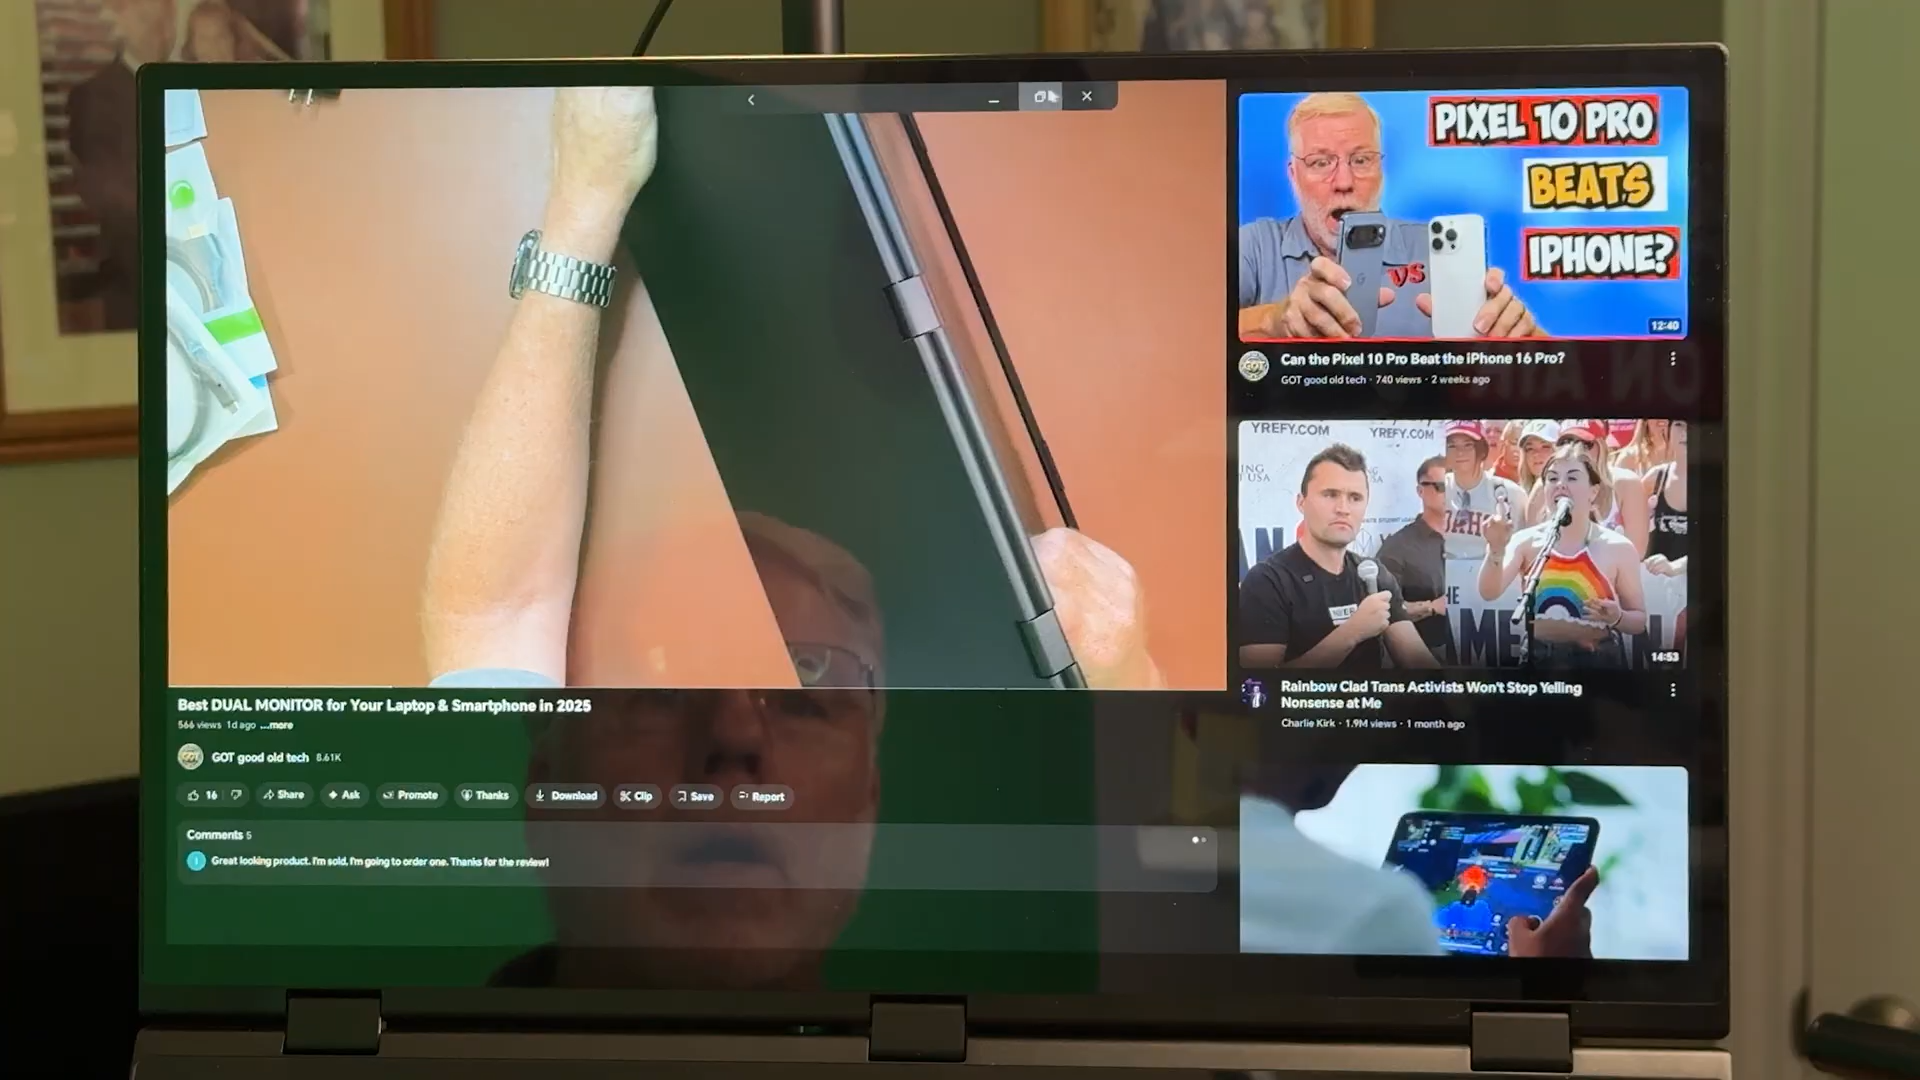 PIXEL 10 PRO
BEATS
IPHONE?
VS
12:40
Can the Pixel 10 Pro Beat the iPhone 16 Pro?
GOT good old tech · 740 views · 2 weeks ago
YREFY.COM
YREFY.COM
14:53
Rainbow Clad Trans Activists Won't Stop Yelling
Nonsense at Me
Charlie Kirk · 1.9M views · 1 month ago
Best DUAL MONITOR for Your Laptop & Smartphone in 2025
566 views 1d ago ...more
GOT good old tech 8.61K
16 Share Ask Promote Thanks Download Clip Save Report
Comments 5
Great looking product. I'm sold, I'm going to order one. Thanks for the review!